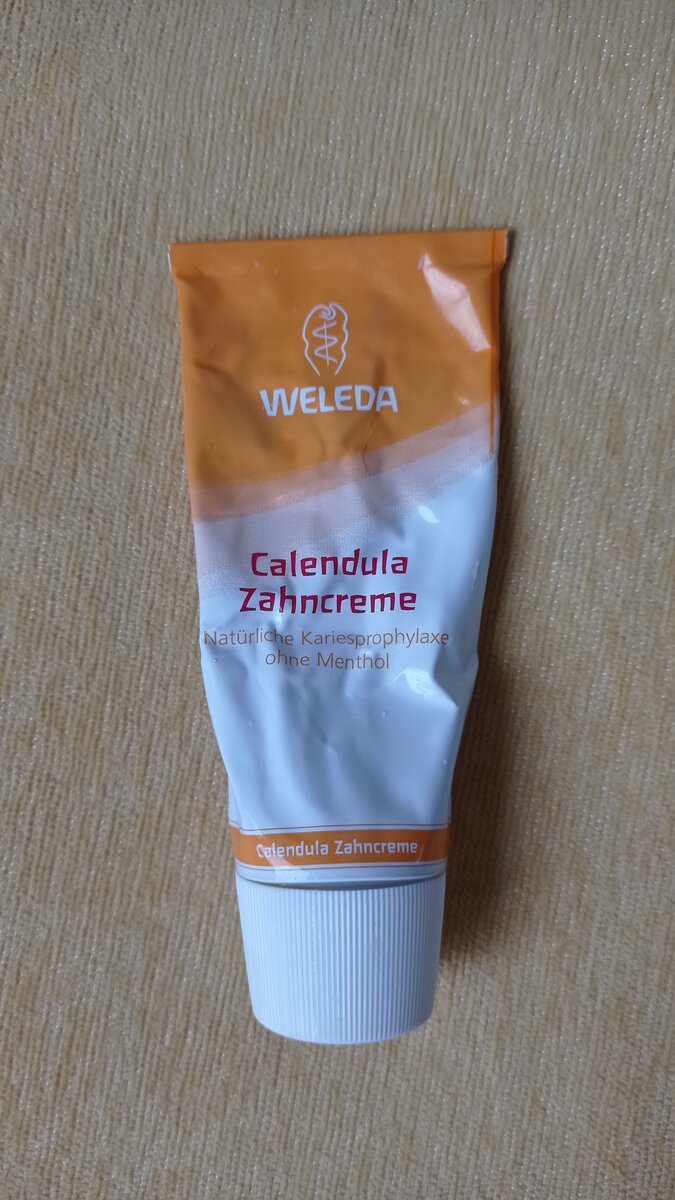 WELEDA
Calendula
Zahncreme
Natürliche Kariesprophylaxe
ohne Menthol
Calendula Zahncreme